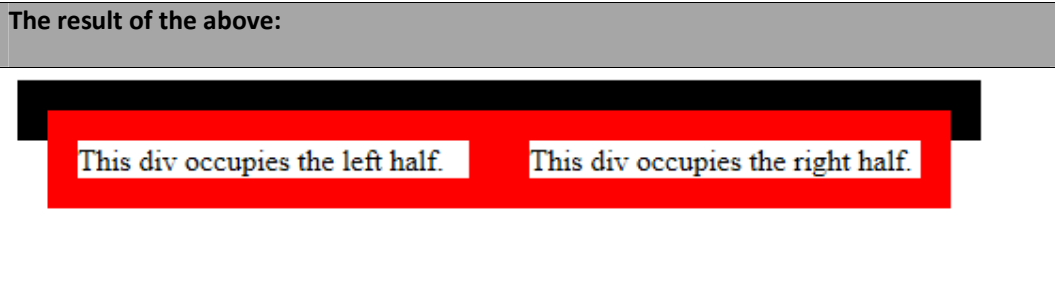 The result of the above:
This div occupies the left half.
This div occupies the right half.